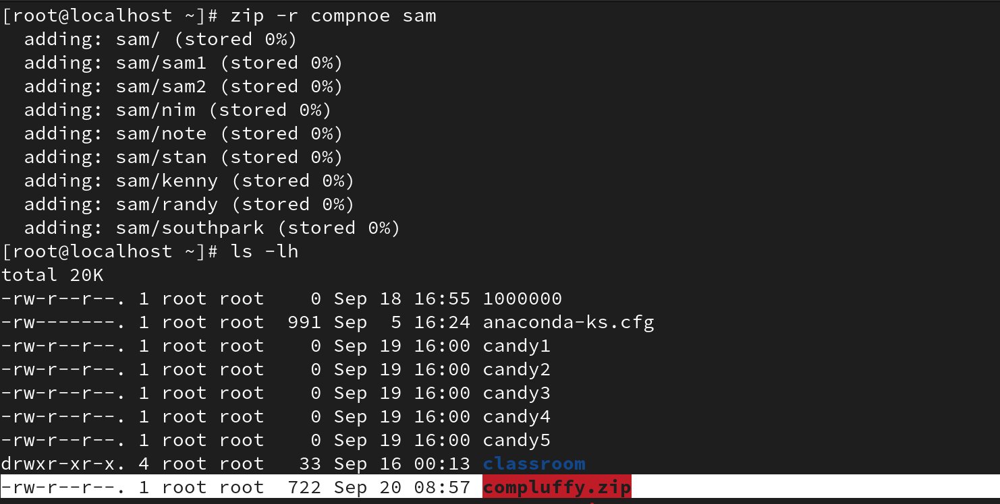 [root@localhost ~]# zip -r compnoe sam
  adding: sam/ (stored 0%)
  adding: sam/sam1 (stored 0%)
  adding: sam/sam2 (stored 0%)
  adding: sam/nim (stored 0%)
  adding: sam/note (stored 0%)
  adding: sam/stan (stored 0%)
  adding: sam/kenny (stored 0%)
  adding: sam/randy (stored 0%)
  adding: sam/southpark (stored 0%)
[root@localhost ~]# ls -lh
total 20K
-rw-r--r--. 1 root root   0 Sep 18 16:55 1000000
-rw-------. 1 root root 991 Sep  5 16:24 anaconda-ks.cfg
-rw-r--r--. 1 root root   0 Sep 19 16:00 candy1
-rw-r--r--. 1 root root   0 Sep 19 16:00 candy2
-rw-r--r--. 1 root root   0 Sep 19 16:00 candy3
-rw-r--r--. 1 root root   0 Sep 19 16:00 candy4
-rw-r--r--. 1 root root   0 Sep 19 16:00 candy5
drwxr-xr-x. 4 root root  33 Sep 16 00:13 classroom
-rw-r--r--. 1 root root 722 Sep 20 08:57 compluffy.zip